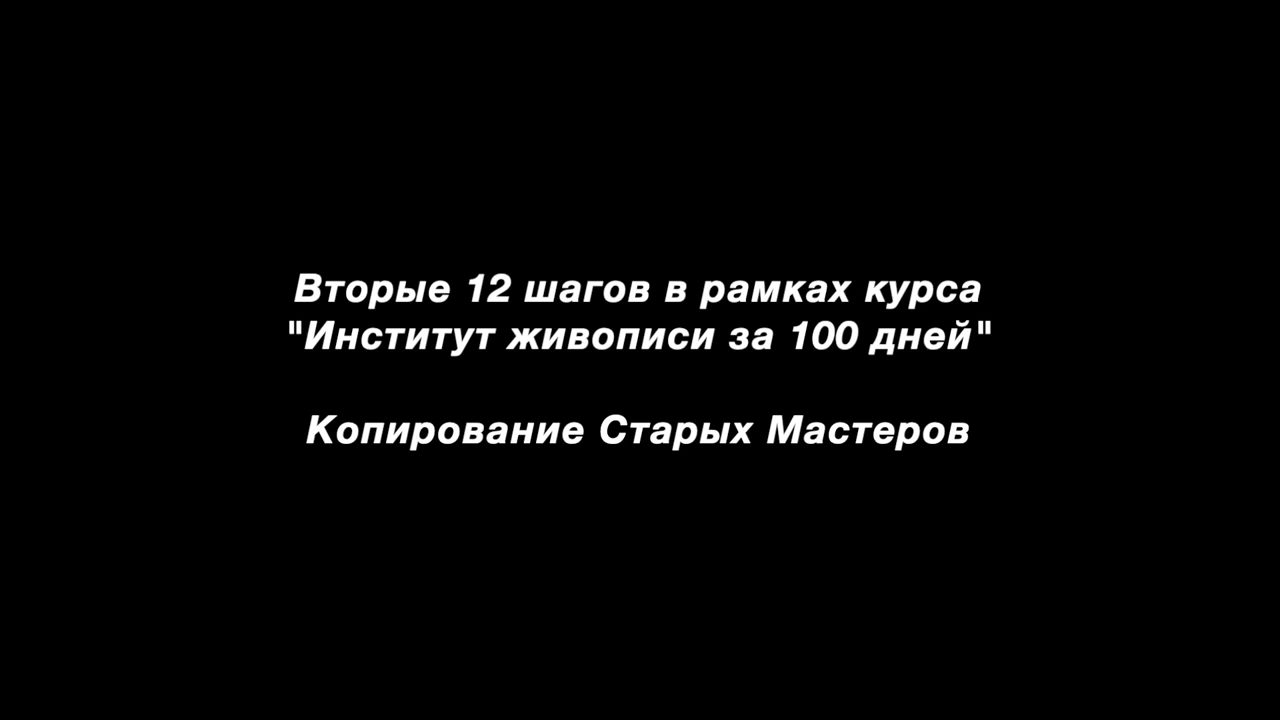 Вторые 12 шагов в рамках курса
"Институт живописи за 100 дней"
Копирование Старых Мастеров